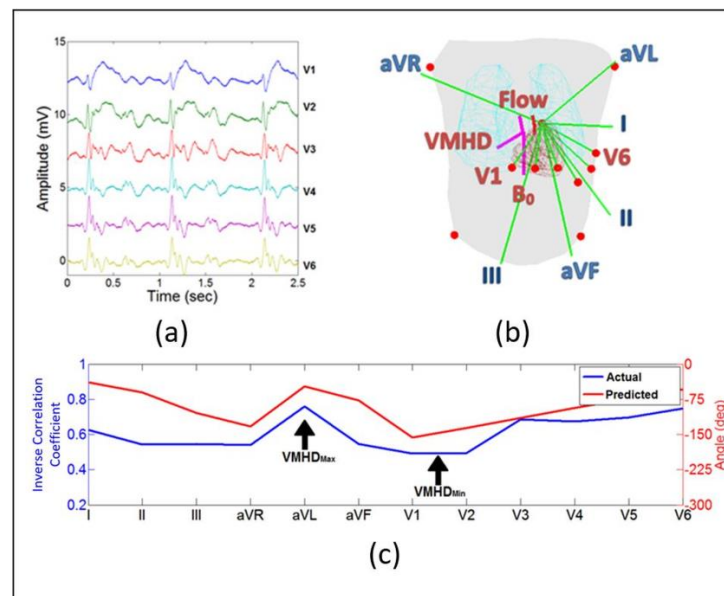 15
10
5
0
Amplitude (mV)
V1
V2
V3
V4
V5
V6
0 0.5 1 1.5 2 2.5
Time (sec)
(a)
aVR
aVL
Flow
I
VMHD
V6
V1
B₀
II
III
aVF
(b)
1
0.8
0.6
0.4
0.2
Inverse Correlation
Coefficient
Actual
Predicted
VMHDMax
VMHDMin
0
-75
-150
-225
-300
Angle (deg)
I II III aVR aVL aVF V1 V2 V3 V4 V5 V6
(c)